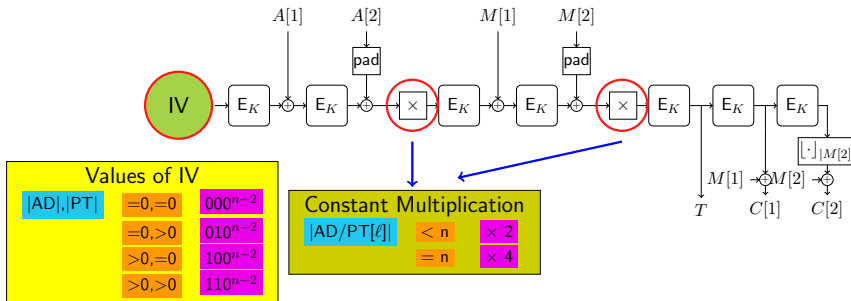 A[1] A[2] M[1] M[2]
pad pad
IV E_K E_K × E_K E_K × E_K E_K E_K
⌊·⌋_{|M[2]|}
M[1] M[2]
T C[1] C[2]
Values of IV
|AD|,|PT| =0,=0 000^{n−2}
=0,>0 010^{n−2}
>0,=0 100^{n−2}
>0,>0 110^{n−2}
Constant Multiplication
|AD/PT[ℓ]| < n × 2
= n × 4